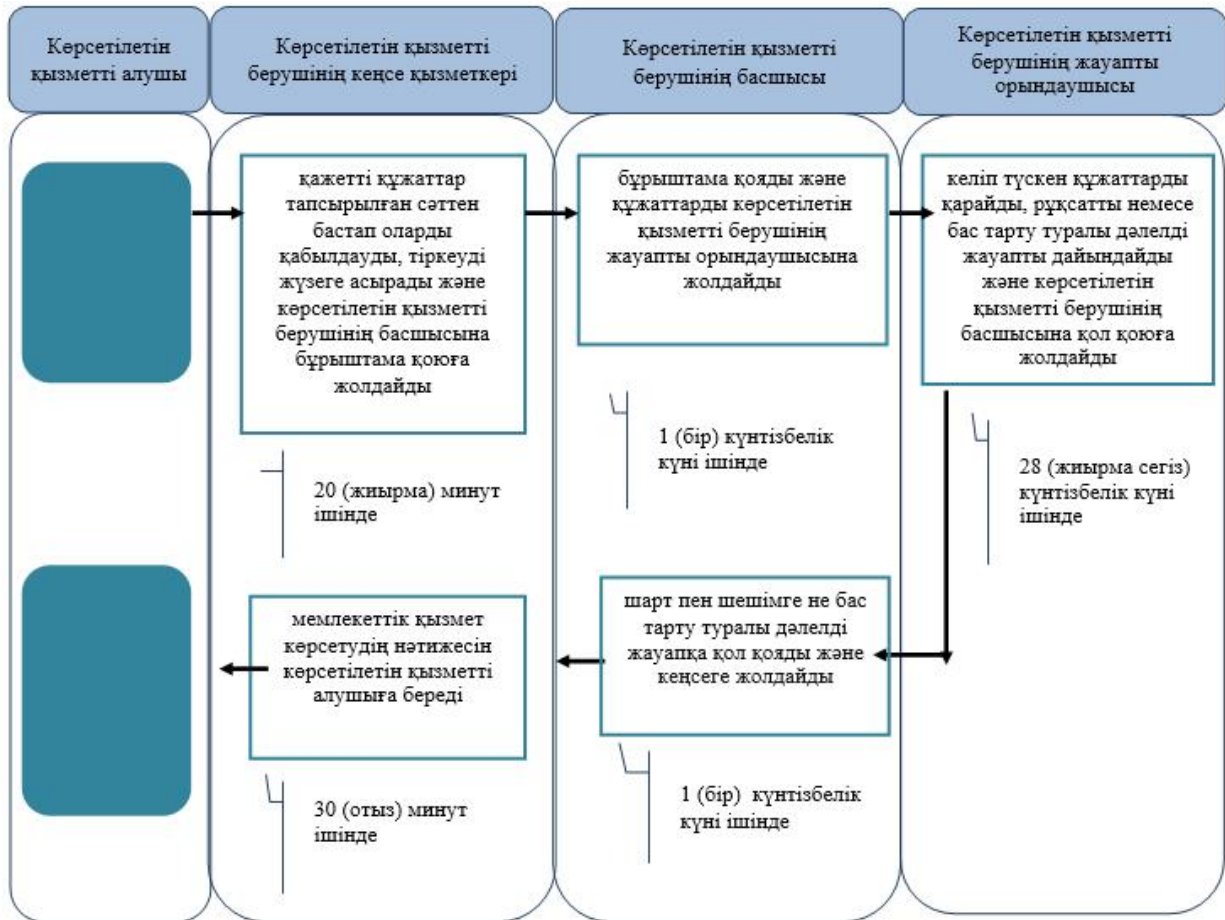 Көрсетілетін
қызметті алушы
Көрсетілетін қызметті
берушінің кеңсе қызметкері
Көрсетілетін қызметті
берушінің басшысы
Көрсетілетін қызметті
берушінің жауапты
орындаушысы
қажетті құжаттар
тапсырылған сәттен
бастап оларды
қабылдауды, тіркеуді
жүзеге асырады және
көрсетілетін қызметті
берушінің басшысына
бұрыштама қоюға
жолдайды
бұрыштама қояды және
құжаттарды көрсетілетін
қызметті берушінің
жауапты орындаушысына
жолдайды
келіп түскен құжаттарды
қарайды, рұқсатты немесе
бас тарту туралы дәлелді
жауапты дайындайды
және көрсетілетін
қызметті берушінің
басшысына қол қоюға
жолдайды
20 (жиырма) минут
ішінде
1 (бір) күнтізбелік
күні ішінде
28 (жиырма сегіз)
күнтізбелік күні
ішінде
мемлекеттік қызмет
көрсетудің нәтижесін
көрсетілетін қызметті
алушыға береді
шарт пен шешімге не бас
тарту туралы дәлелді
жауапқа қол қояды және
кеңсеге жолдайды
30 (отыз) минут
ішінде
1 (бір) күнтізбелік
күні ішінде